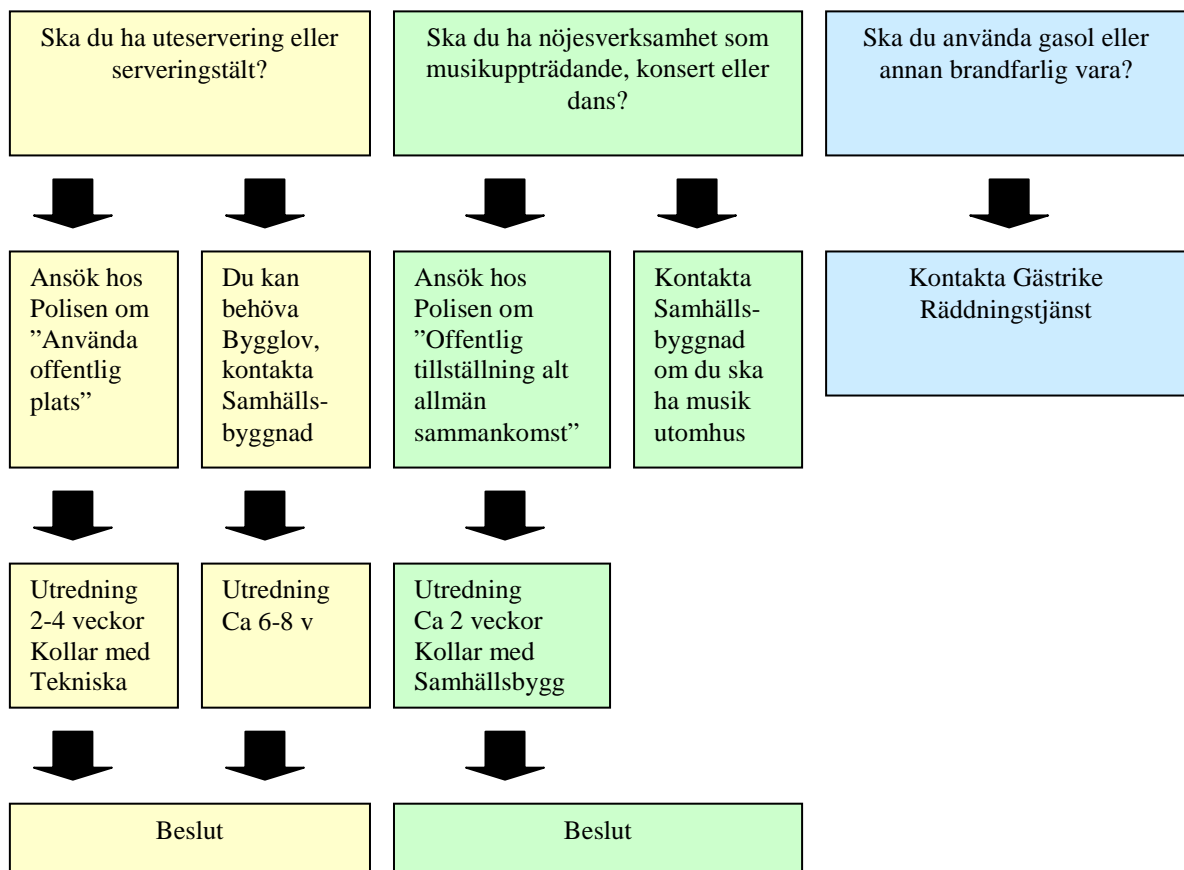 Ska du ha uteservering eller
serveringstält?
Ska du ha nöjesverksamhet som
musikuppträdande, konsert eller
dans?
Ska du använda gasol eller
annan brandfarlig vara?
Ansök hos
Polisen om
”Använda
offentlig
plats”
Du kan
behöva
Bygglov,
kontakta
Samhälls-
byggnad
Ansök hos
Polisen om
”Offentlig
tillställning alt
allmän
sammankomst”
Kontakta
Samhälls-
byggnad
om du ska
ha musik
utomhus
Kontakta Gästrike
Räddningstjänst
Utredning
2-4 veckor
Kollar med
Tekniska
Utredning
Ca 6-8 v
Utredning
Ca 2 veckor
Kollar med
Samhällsbygg
Beslut
Beslut